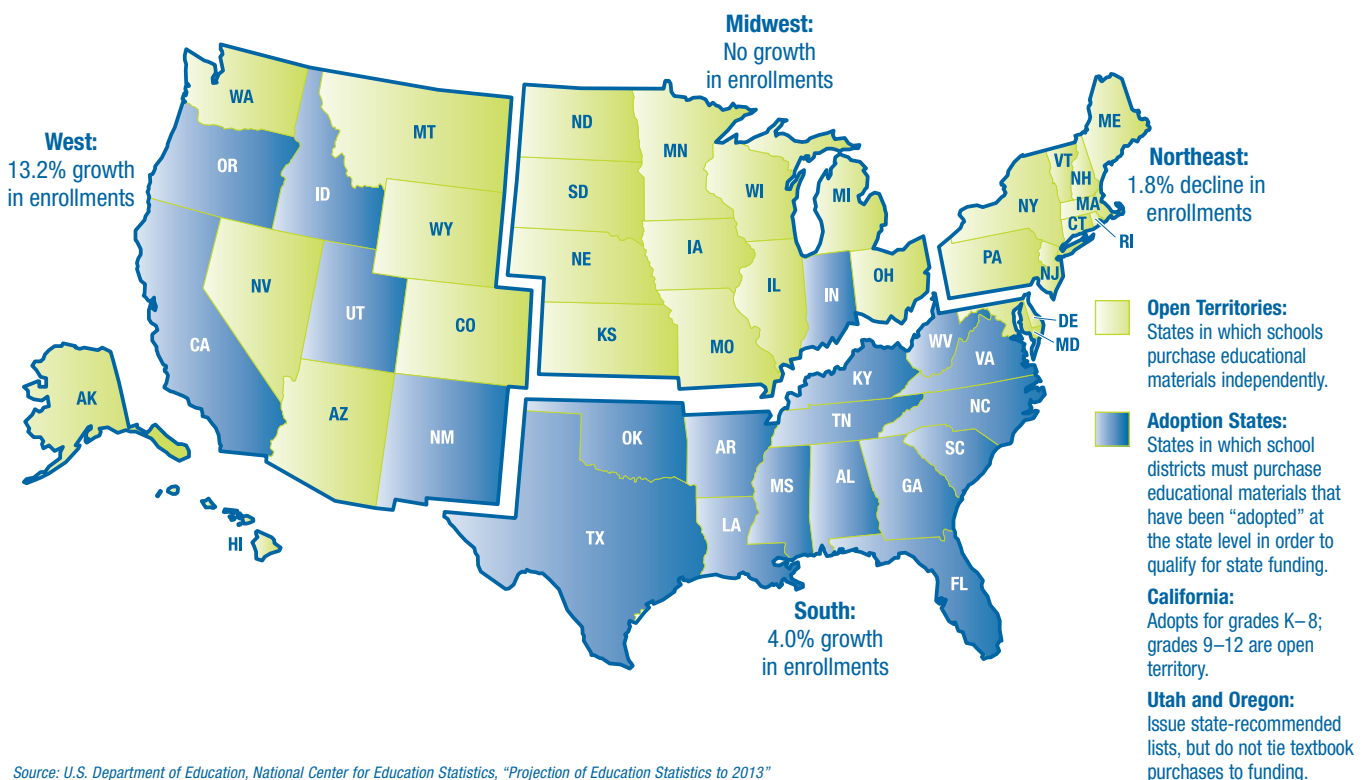 Midwest:
No growth
in enrollments
West:
13.2% growth
in enrollments
Northeast:
1.8% decline in
enrollments
South:
4.0% growth
in enrollments
WA
MT
OR
ID
WY
NV
UT
CO
CA
AZ
NM
AK
HI
ND
MN
SD
WI
MI
NE
IA
IL
IN
OH
KS
MO
ME
VT
NH
NY
MA
CT
RI
PA
NJ
DE
MD
WV
VA
KY
NC
TN
OK
AR
SC
MS
AL
GA
TX
LA
FL
Open Territories:
States in which schools
purchase educational
materials independently.
Adoption States:
States in which school
districts must purchase
educational materials that
have been “adopted” at
the state level in order to
qualify for state funding.
California:
Adopts for grades K–8;
grades 9–12 are open
territory.
Utah and Oregon:
Issue state-recommended
lists, but do not tie textbook
purchases to funding.
Source: U.S. Department of Education, National Center for Education Statistics, “Projection of Education Statistics to 2013”